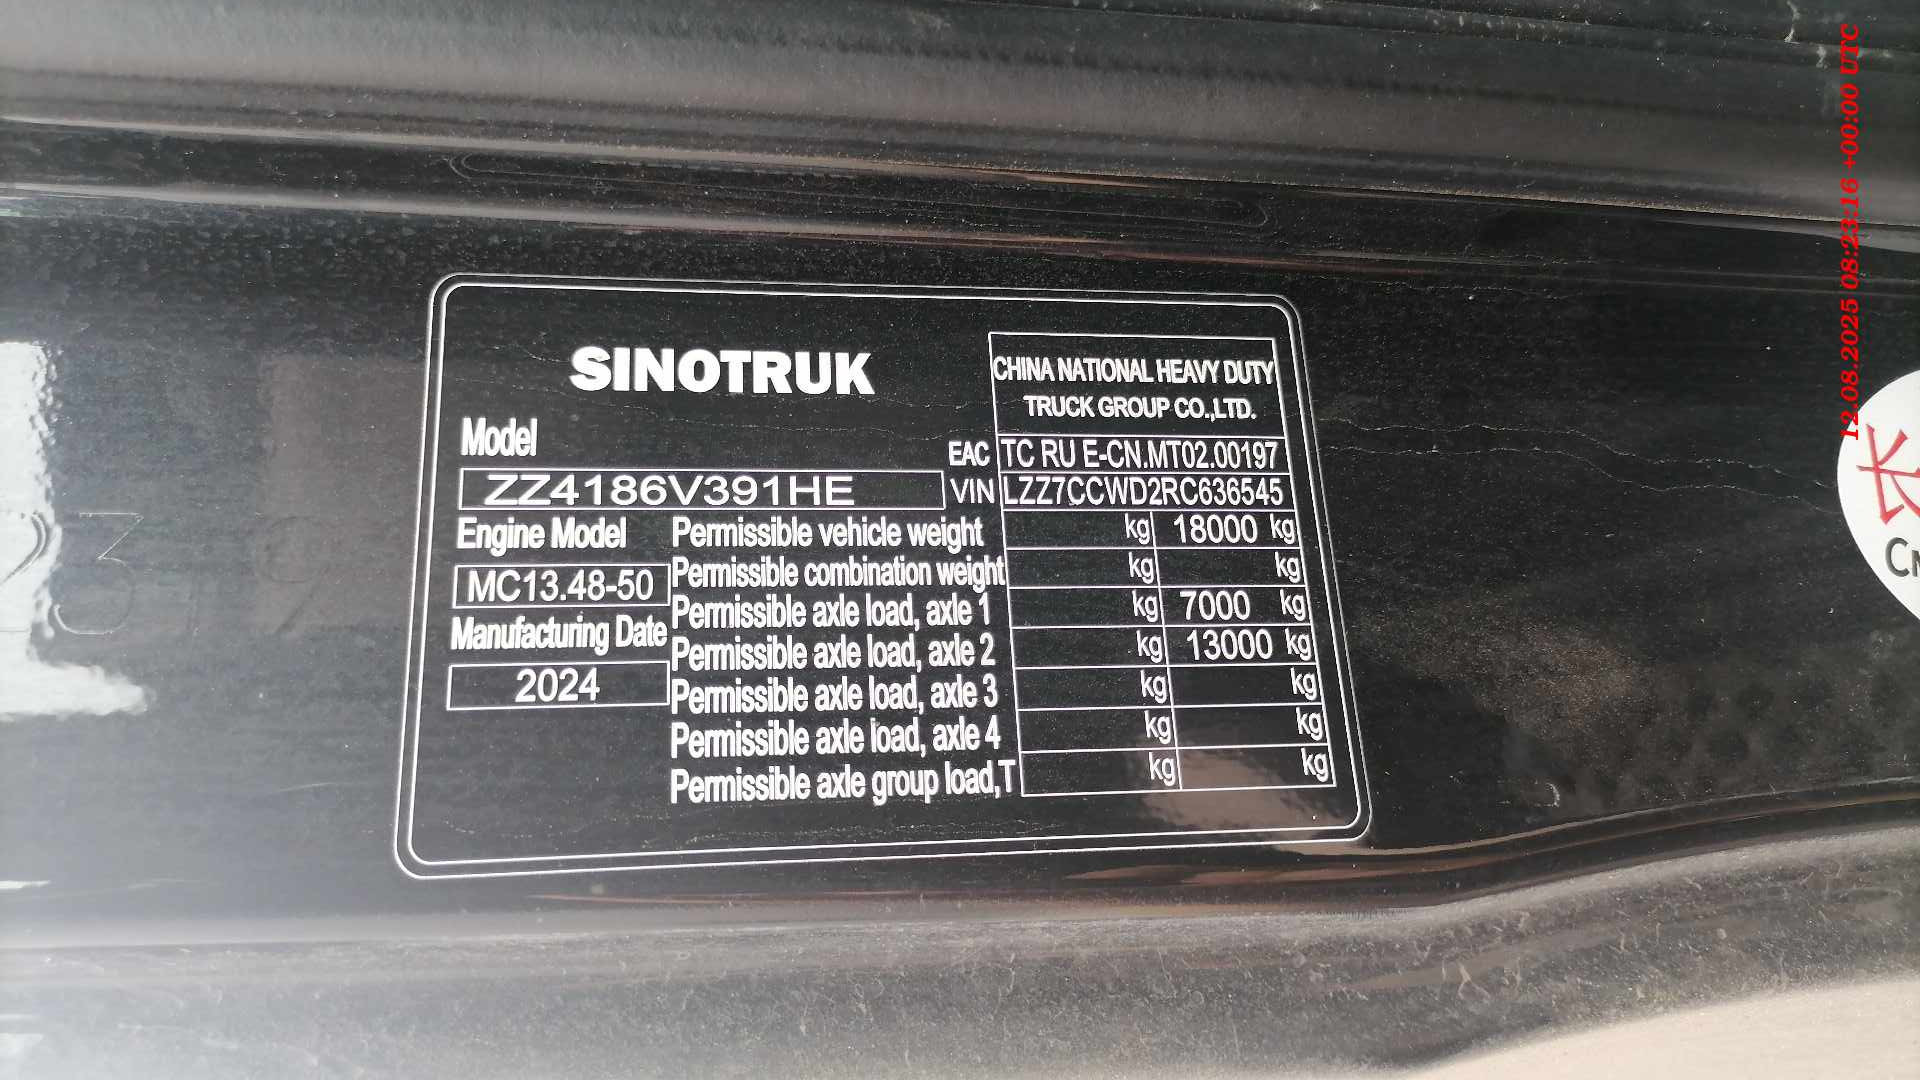 SINOTRUK
CHINA NATIONAL HEAVY DUTY
TRUCK GROUP CO.,LTD.
Model
EAC TC RU E-CN.MT02.00197
ZZ4186V391HE
VIN LZZ7CCWD2RC636545
Engine Model
Permissible vehicle weight kg 18000 kg
MC13.48-50
Permissible combination weight kg kg
Permissible axle load, axle 1 kg 7000 kg
Manufacturing Date
Permissible axle load, axle 2 kg 13000 kg
2024
Permissible axle load, axle 3 kg kg
Permissible axle load, axle 4 kg kg
Permissible axle group load,T kg kg
12.08.2025 08:23:16 +00:00 UTC
长